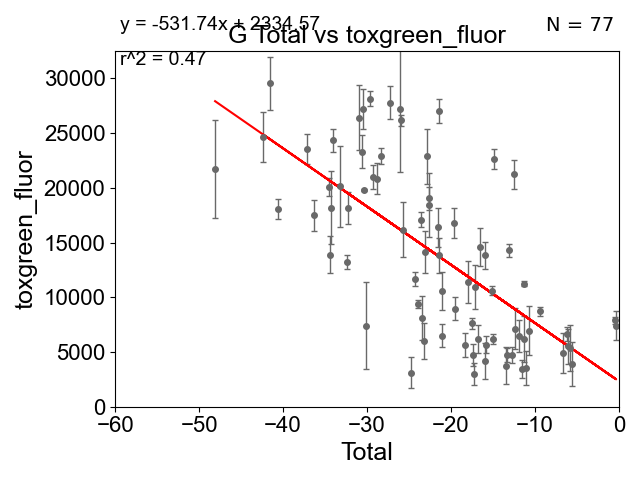 y = -531.74x + 2334.57
G Total vs toxgreen_fluor
N = 77
r^2 = 0.47
toxgreen_fluor
30000
25000
20000
15000
10000
5000
0
−60 −50 −40 −30 −20 −10 0
Total